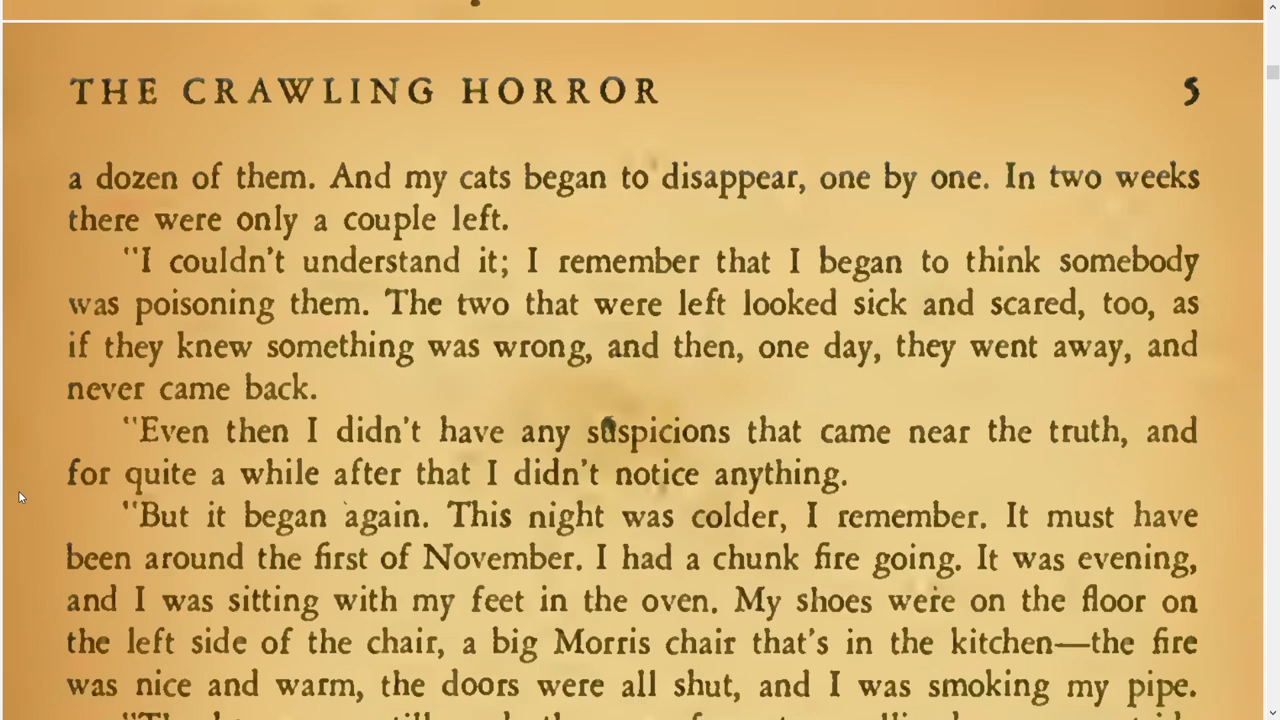 THE CRAWLING HORROR 5
a dozen of them. And my cats began to disappear, one by one. In two weeks
there were only a couple left.
"I couldn't understand it; I remember that I began to think somebody
was poisoning them. The two that were left looked sick and scared, too, as
if they knew something was wrong, and then, one day, they went away, and
never came back.
"Even then I didn't have any suspicions that came near the truth, and
for quite a while after that I didn't notice anything.
"But it began again. This night was colder, I remember. It must have
been around the first of November. I had a chunk fire going. It was evening,
and I was sitting with my feet in the oven. My shoes were on the floor on
the left side of the chair, a big Morris chair that's in the kitchen—the fire
was nice and warm, the doors were all shut, and I was smoking my pipe.